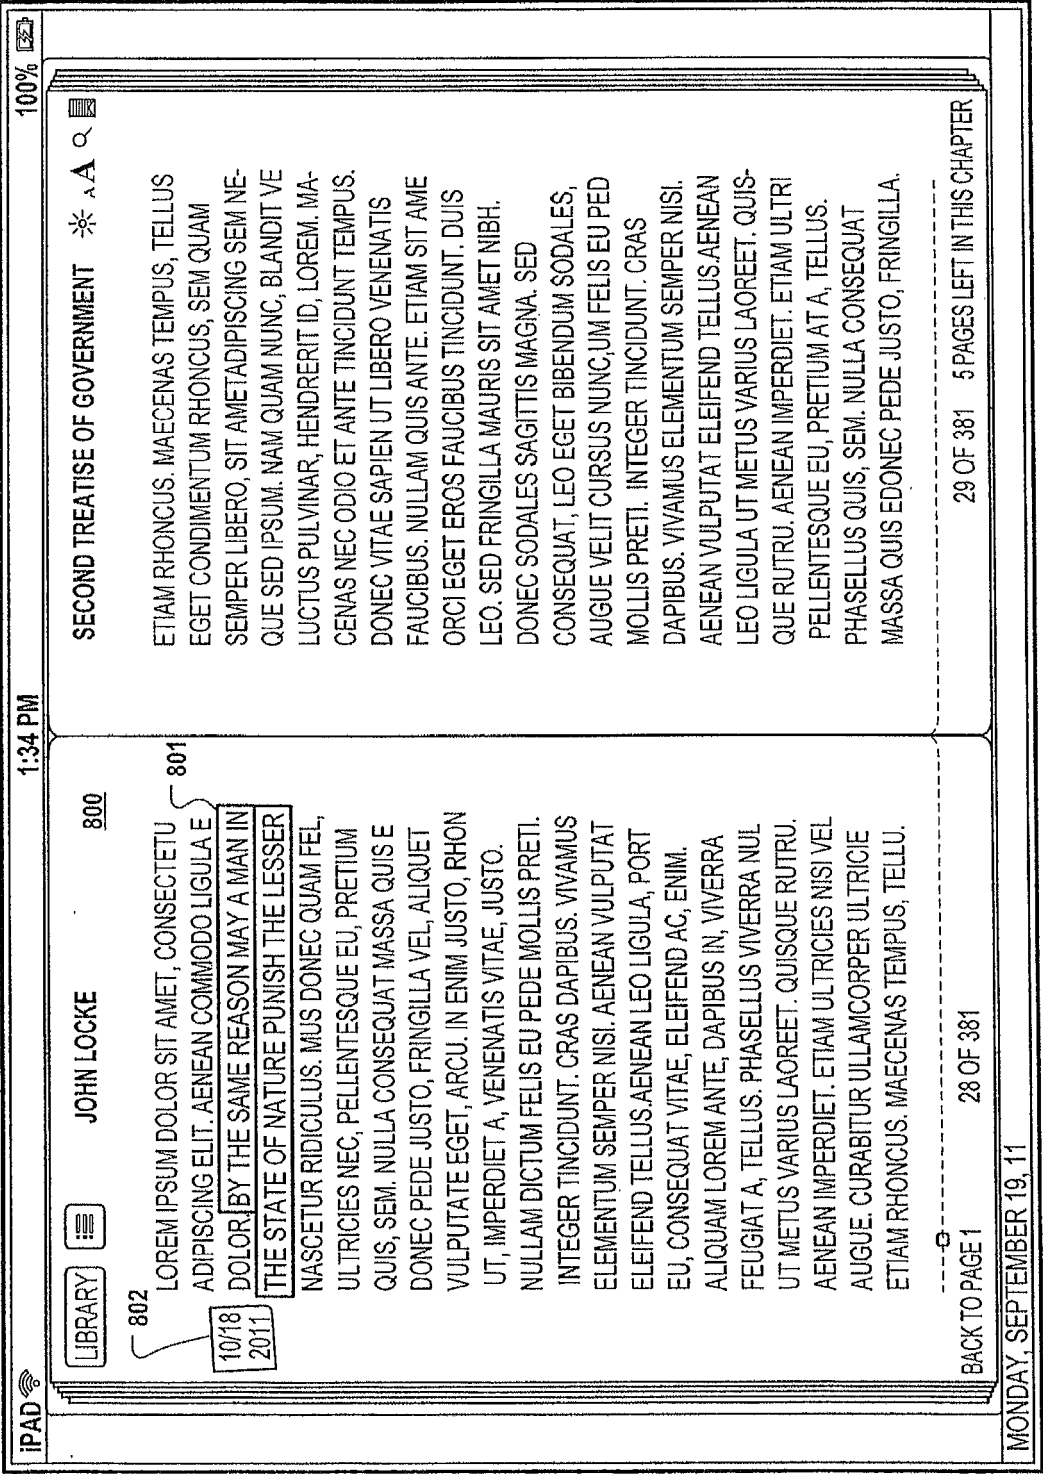 iPAD 1:34 PM 100%
LIBRARY JOHN LOCKE 800
SECOND TREATISE OF GOVERNMENT AA
802
801
LOREM IPSUM DOLOR SIT AMET, CONSECTETU
ADIPISCING ELIT. AENEAN COMMODO LIGULA E
DOLOR. BY THE SAME REASON MAY A MAN IN
THE STATE OF NATURE PUNISH THE LESSER
10/18
2011
NASCETUR RIDICULUS. MUS DONEC QUAM FEL,
ULTRICIES NEC, PELLENTESQUE EU, PRETIUM
QUIS, SEM. NULLA CONSEQUAT MASSA QUIS E
DONEC PEDE JUSTO, FRINGILLA VEL, ALIQUET
VULPUTATE EGET, ARCU. IN ENIM JUSTO, RHON
UT, IMPERDIET A, VENENATIS VITAE, JUSTO.
NULLAM DICTUM FELIS EU PEDE MOLLIS PRETI.
INTEGER TINCIDUNT. CRAS DAPIBUS. VIVAMUS
ELEMENTUM SEMPER NISI. AENEAN VULPUTAT
ELEIFEND TELLUS.AENEAN LEO LIGULA, PORT
EU, CONSEQUAT VITAE, ELEIFEND AC, ENIM.
ALIQUAM LOREM ANTE, DAPIBUS IN, VIVERRA
FEUGIAT A, TELLUS. PHASELLUS VIVERRA NUL
UT METUS VARIUS LAOREET. QUISQUE RUTRU.
AENEAN IMPERDIET. ETIAM ULTRICIES NISI VEL
AUGUE. CURABITUR ULLAMCORPER ULTRICIE
ETIAM RHONCUS. MAECENAS TEMPUS, TELLU.
BACK TO PAGE 1 28 OF 381
ETIAM RHONCUS. MAECENAS TEMPUS, TELLUS
EGET CONDIMENTUM RHONCUS, SEM QUAM
SEMPER LIBERO, SIT AMETADIPISCING SEM NE-
QUE SED IPSUM. NAM QUAM NUNC, BLANDIT VE
LUCTUS PULVINAR, HENDRERIT ID, LOREM. MA-
CENAS NEC ODIO ET ANTE TINCIDUNT TEMPUS.
DONEC VITAE SAPIEN UT LIBERO VENENATIS
FAUCIBUS. NULLAM QUIS ANTE. ETIAM SIT AME
ORCI EGET EROS FAUCIBUS TINCIDUNT. DUIS
LEO. SED FRINGILLA MAURIS SIT AMET NIBH.
DONEC SODALES SAGITTIS MAGNA. SED
CONSEQUAT, LEO EGET BIBENDUM SODALES,
AUGUE VELIT CURSUS NUNC,UM FELIS EU PED
MOLLIS PRETI. INTEGER TINCIDUNT. CRAS
DAPIBUS. VIVAMUS ELEMENTUM SEMPER NISI.
AENEAN VULPUTAT ELEIFEND TELLUS.AENEAN
LEO LIGULA UT METUS VARIUS LAOREET. QUIS-
QUE RUTRU. AENEAN IMPERDIET. ETIAM ULTRI
PELLENTESQUE EU, PRETIUM AT A, TELLUS.
PHASELLUS QUIS, SEM. NULLA CONSEQUAT
MASSA QUIS EDONEC PEDE JUSTO, FRINGILLA.
29 OF 381 5 PAGES LEFT IN THIS CHAPTER
MONDAY, SEPTEMBER 19, 11